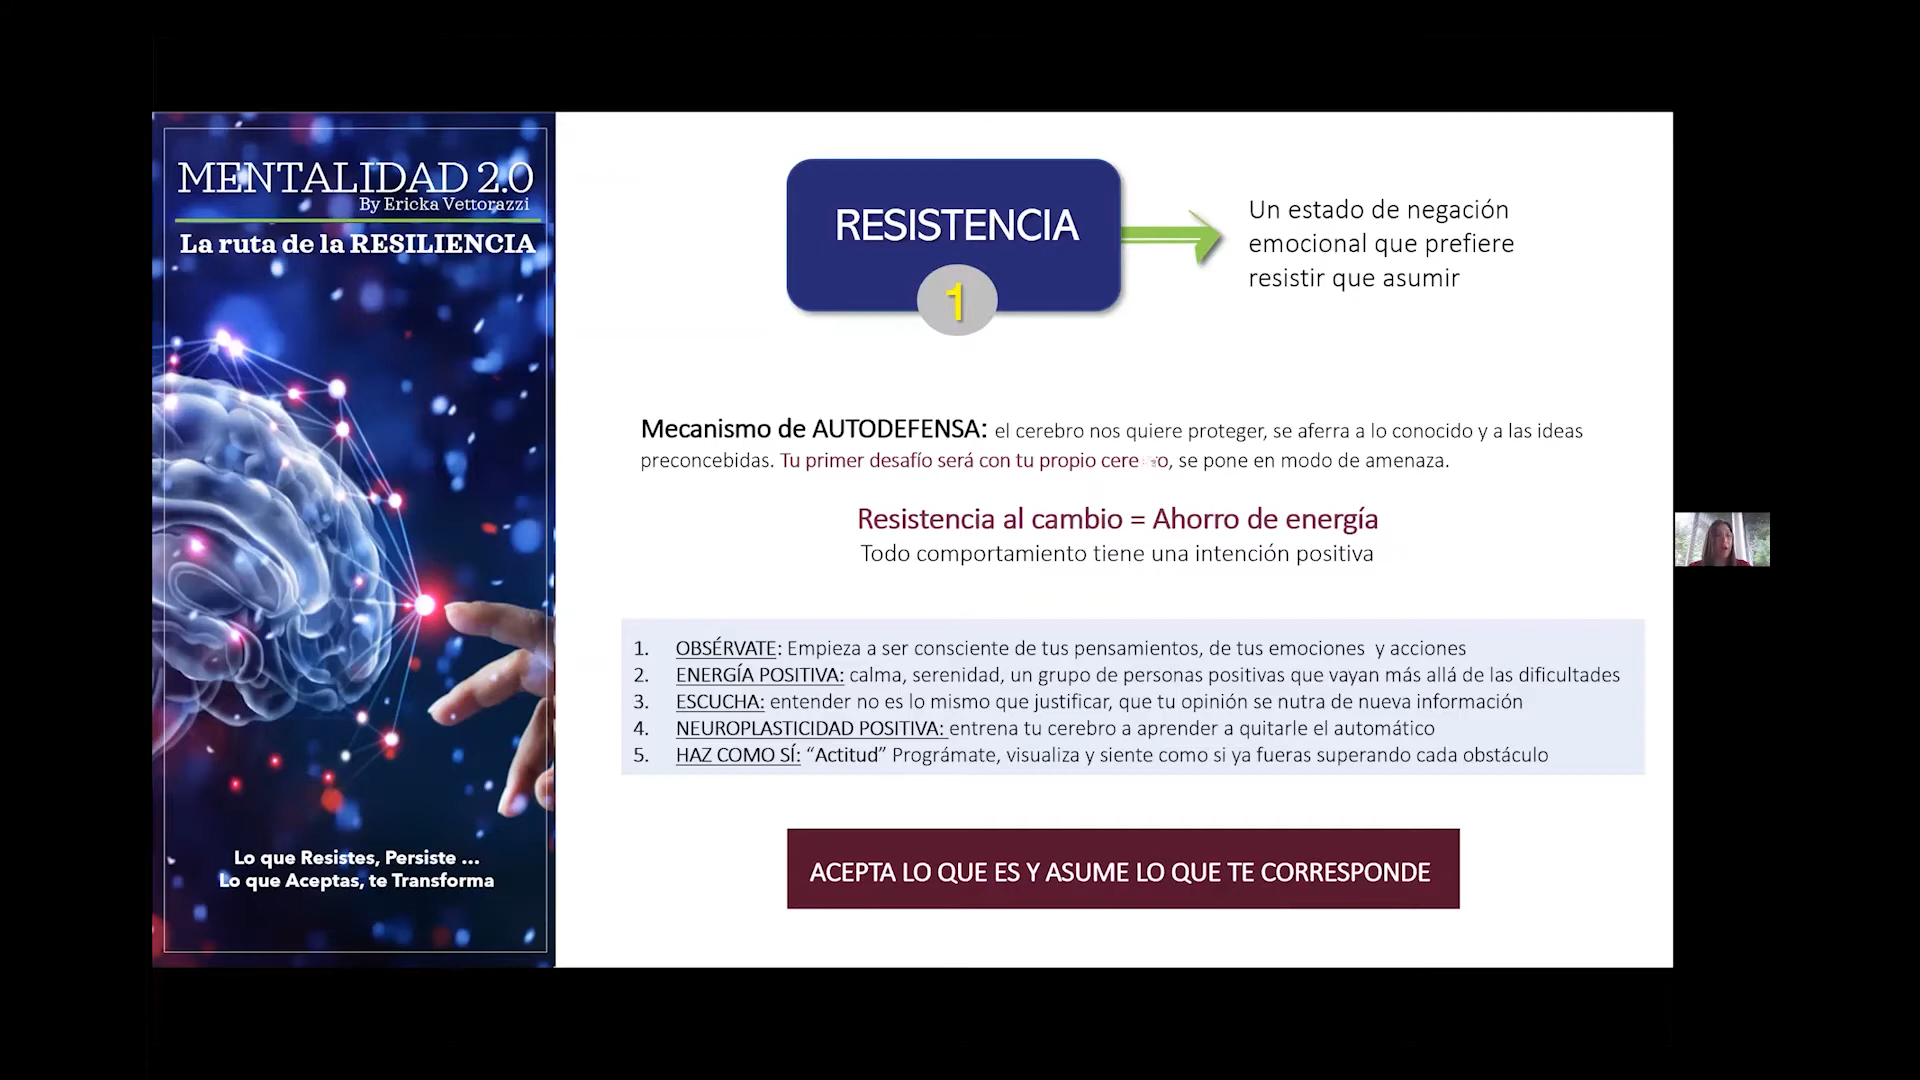 MENTALIDAD 2.0
By Ericka Vettorazzi
La ruta de la RESILIENCIA
Lo que Resistes, Persiste ...
Lo que Aceptas, te Transforma
RESISTENCIA
1
Un estado de negación
emocional que prefiere
resistir que asumir
Mecanismo de AUTODEFENSA: el cerebro nos quiere proteger, se aferra a lo conocido y a las ideas
preconcebidas. Tu primer desafío será con tu propio cerebro, se pone en modo de amenaza.
Resistencia al cambio = Ahorro de energía
Todo comportamiento tiene una intención positiva
1. OBSÉRVATE: Empieza a ser consciente de tus pensamientos, de tus emociones y acciones
2. ENERGÍA POSITIVA: calma, serenidad, un grupo de personas positivas que vayan más allá de las dificultades
3. ESCUCHA: entender no es lo mismo que justificar, que tu opinión se nutra de nueva información
4. NEUROPLASTICIDAD POSITIVA: entrena tu cerebro a aprender a quitarle el automático
5. HAZ COMO SÍ: “Actitud” Prográmate, visualiza y siente como si ya fueras superando cada obstáculo
ACEPTA LO QUE ES Y ASUME LO QUE TE CORRESPONDE